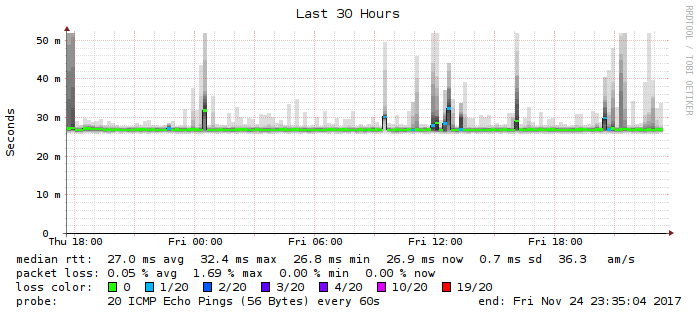 Last 30 Hours
RRDTOOL / TOBI OETIKER
Seconds
50 m
40 m
30 m
20 m
10 m
0
Thu 18:00 Fri 00:00 Fri 06:00 Fri 12:00 Fri 18:00
median rtt: 27.0 ms avg 32.4 ms max 26.8 ms min 26.9 ms now 0.7 ms sd 36.3 am/s
packet loss: 0.05 % avg 1.69 % max 0.00 % min 0.00 % now
loss color: 0 1/20 2/20 3/20 4/20 10/20 19/20
probe: 20 ICMP Echo Pings (56 Bytes) every 60s end: Fri Nov 24 23:35:04 2017